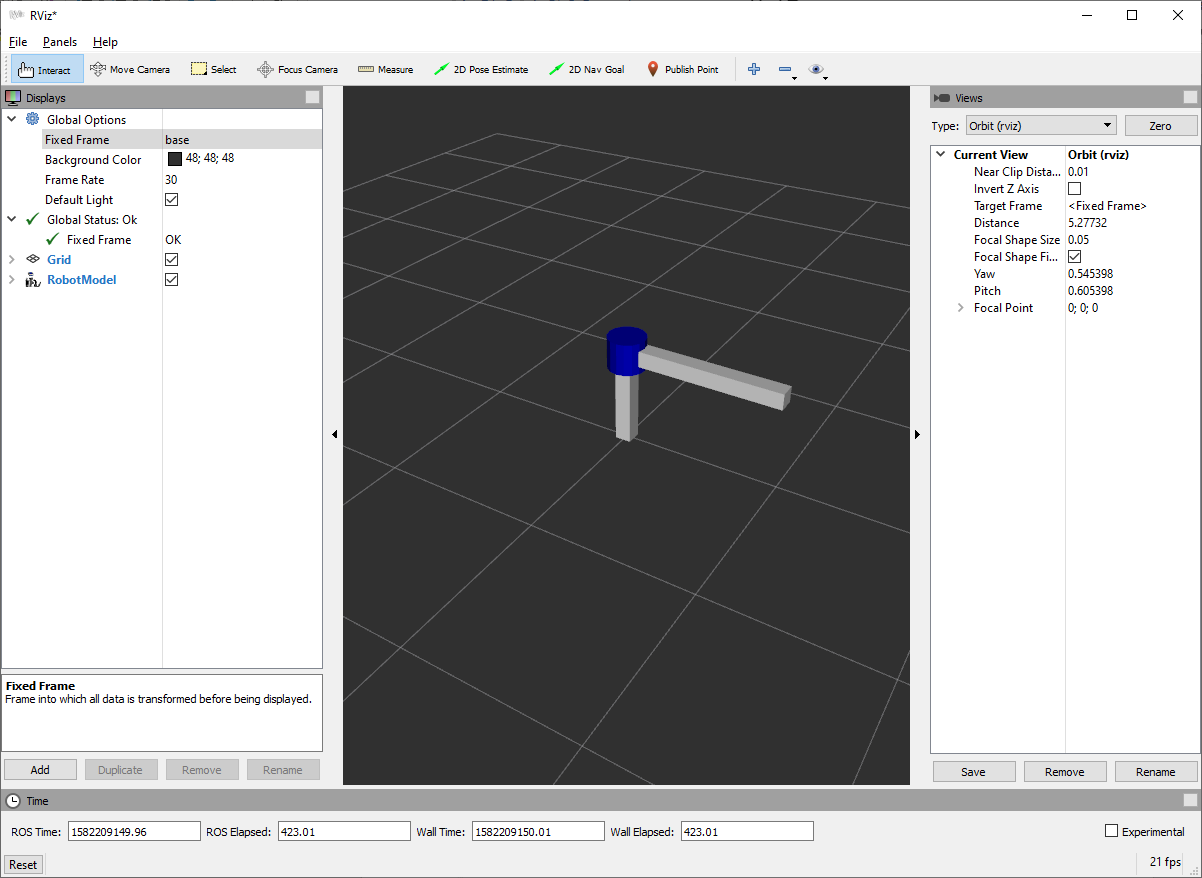 RViz*
File Panels Help
Interact Move Camera Select Focus Camera Measure 2D Pose Estimate 2D Nav Goal Publish Point
Displays
Global Options
Fixed Frame base
Background Color 48; 48; 48
Frame Rate 30
Default Light
Global Status: Ok
Fixed Frame OK
Grid
RobotModel
Fixed Frame
Frame into which all data is transformed before being displayed.
Add Duplicate Remove Rename
Views
Type: Orbit (rviz) Zero
Current View Orbit (rviz)
Near Clip Dista... 0.01
Invert Z Axis
Target Frame <Fixed Frame>
Distance 5.27732
Focal Shape Size 0.05
Focal Shape Fi...
Yaw 0.545398
Pitch 0.605398
Focal Point 0; 0; 0
Save Remove Rename
Time
ROS Time: 1582209149.96 ROS Elapsed: 423.01 Wall Time: 1582209150.01 Wall Elapsed: 423.01 Experimental
Reset 21 fps